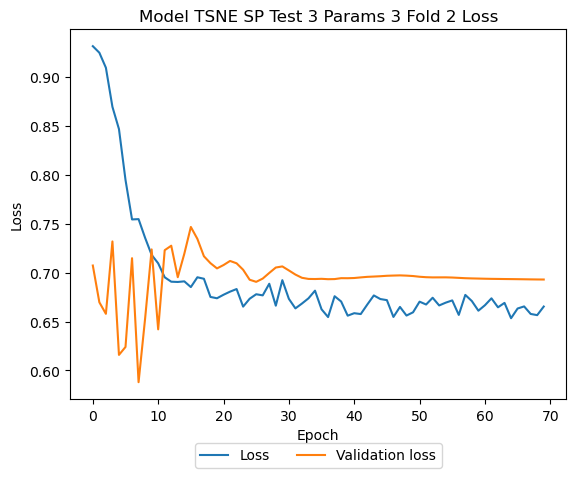 Model TSNE SP Test 3 Params 3 Fold 2 Loss
0.90
0.85
0.80
0.75
0.70
0.65
0.60
Loss
0 10 20 30 40 50 60 70
Epoch
Loss Validation loss